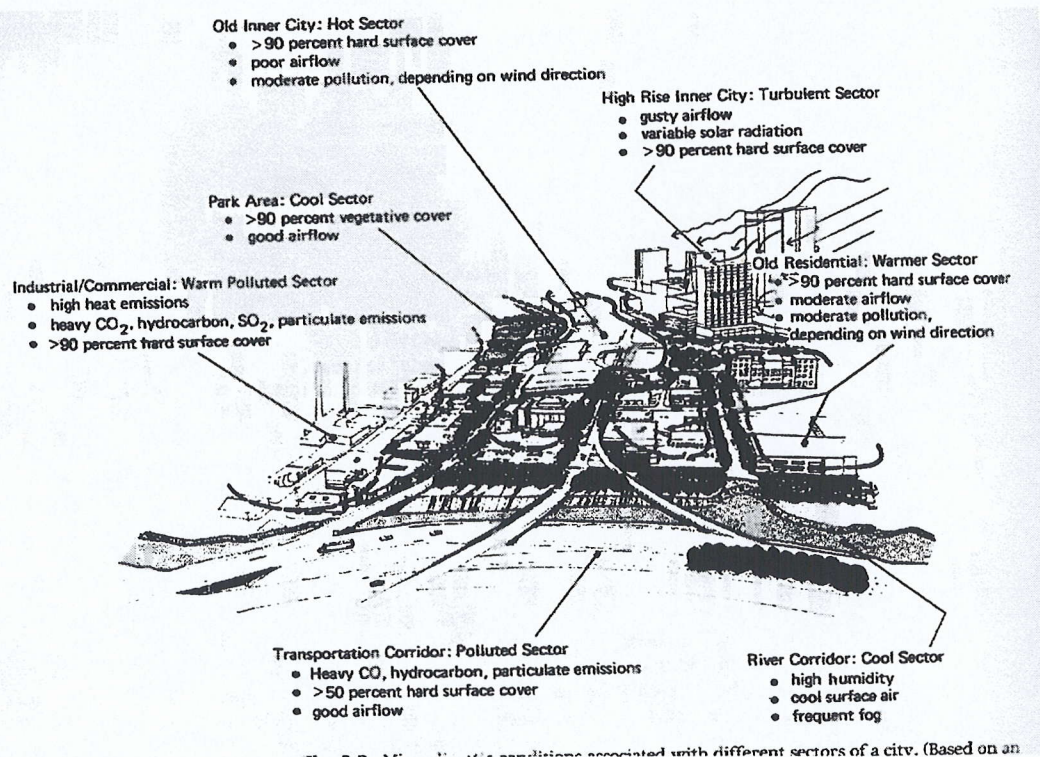 Old Inner City: Hot Sector
• >90 percent hard surface cover
• poor airflow
• moderate pollution, depending on wind direction
High Rise Inner City: Turbulent Sector
• gusty airflow
• variable solar radiation
• >90 percent hard surface cover
Park Area: Cool Sector
• >90 percent vegetative cover
• good airflow
Old Residential: Warmer Sector
• >90 percent hard surface cover
• moderate airflow
• moderate pollution,
depending on wind direction
Industrial/Commercial: Warm Polluted Sector
• high heat emissions
• heavy CO2, hydrocarbon, SO2, particulate emissions
• >90 percent hard surface cover
Transportation Corridor: Polluted Sector
• Heavy CO, hydrocarbon, particulate emissions
• >50 percent hard surface cover
• good airflow
River Corridor: Cool Sector
• high humidity
• cool surface air
• frequent fog
conditions associated with different sectors of a city. (Based on an